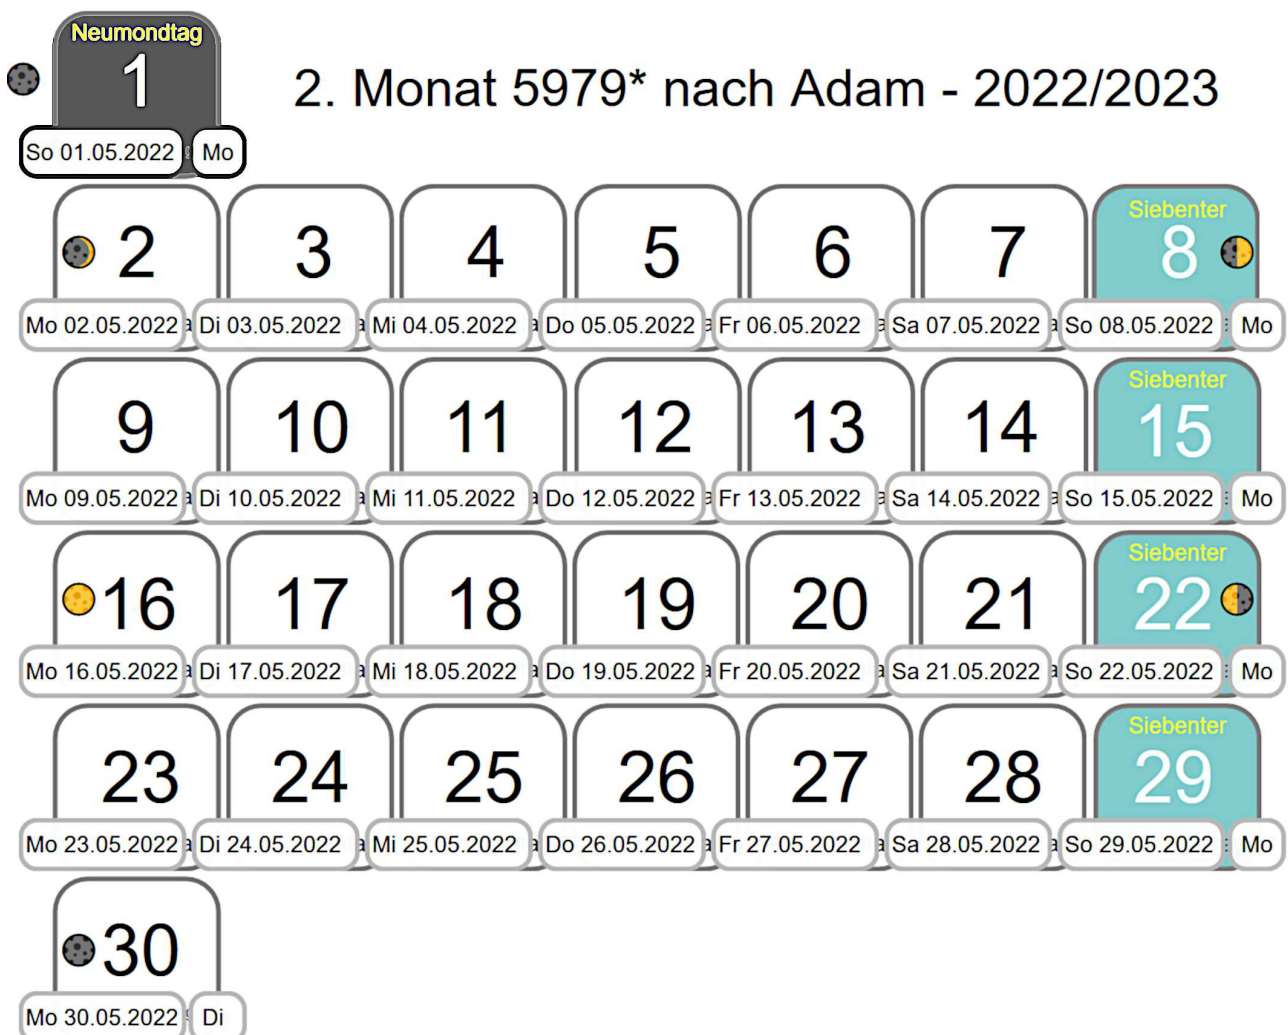 Neumondtag
1
2. Monat 5979* nach Adam - 2022/2023
So 01.05.2022 Mo
Siebenter
2 3 4 5 6 7 8
Mo 02.05.2022 Di 03.05.2022 Mi 04.05.2022 Do 05.05.2022 Fr 06.05.2022 Sa 07.05.2022 So 08.05.2022 Mo
Siebenter
9 10 11 12 13 14 15
Mo 09.05.2022 Di 10.05.2022 Mi 11.05.2022 Do 12.05.2022 Fr 13.05.2022 Sa 14.05.2022 So 15.05.2022 Mo
Siebenter
16 17 18 19 20 21 22
Mo 16.05.2022 Di 17.05.2022 Mi 18.05.2022 Do 19.05.2022 Fr 20.05.2022 Sa 21.05.2022 So 22.05.2022 Mo
Siebenter
23 24 25 26 27 28 29
Mo 23.05.2022 Di 24.05.2022 Mi 25.05.2022 Do 26.05.2022 Fr 27.05.2022 Sa 28.05.2022 So 29.05.2022 Mo
30
Mo 30.05.2022 Di